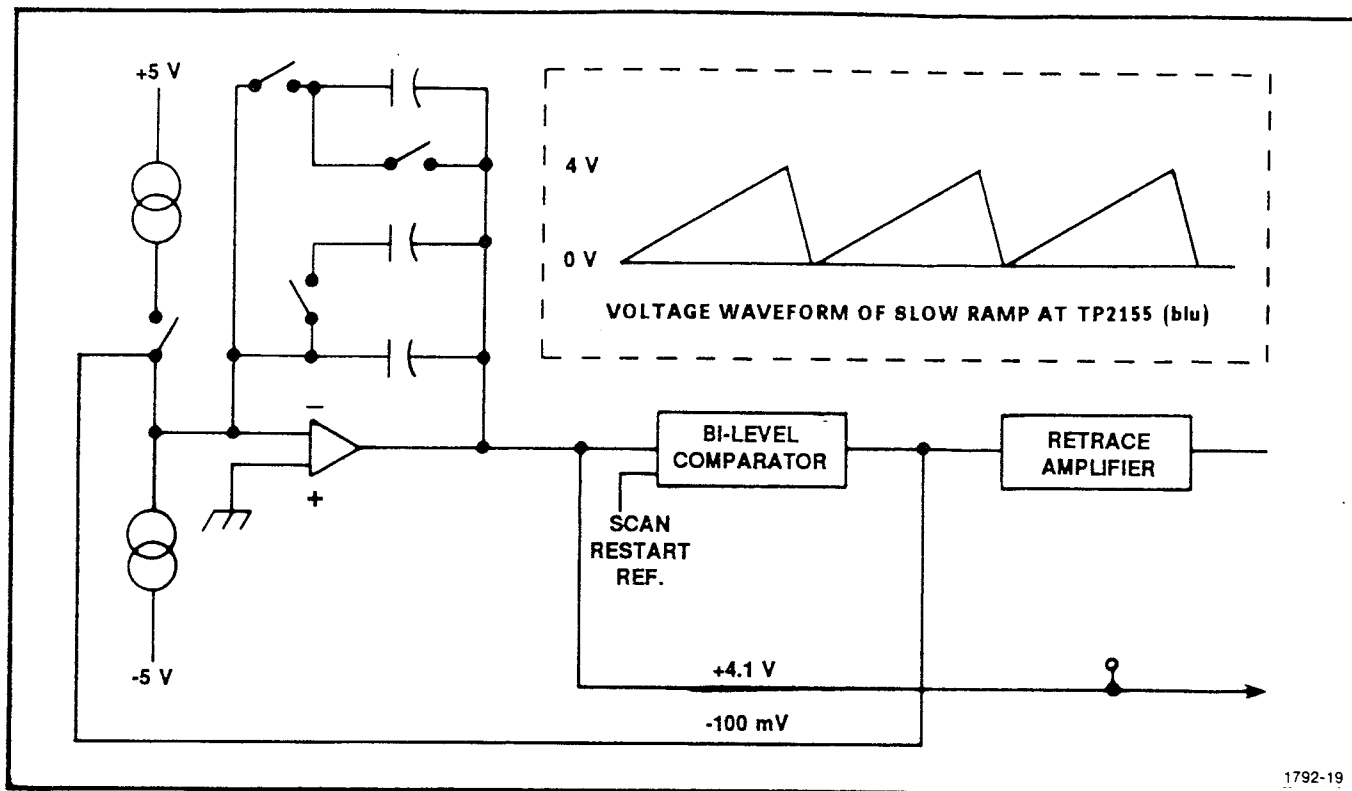 +5 V
4 V
0 V
VOLTAGE WAVEFORM OF SLOW RAMP AT TP2155 (blu)
−
+
BI-LEVEL
COMPARATOR
RETRACE
AMPLIFIER
SCAN
RESTART
REF.
-5 V
+4.1 V
-100 mV
1792-19